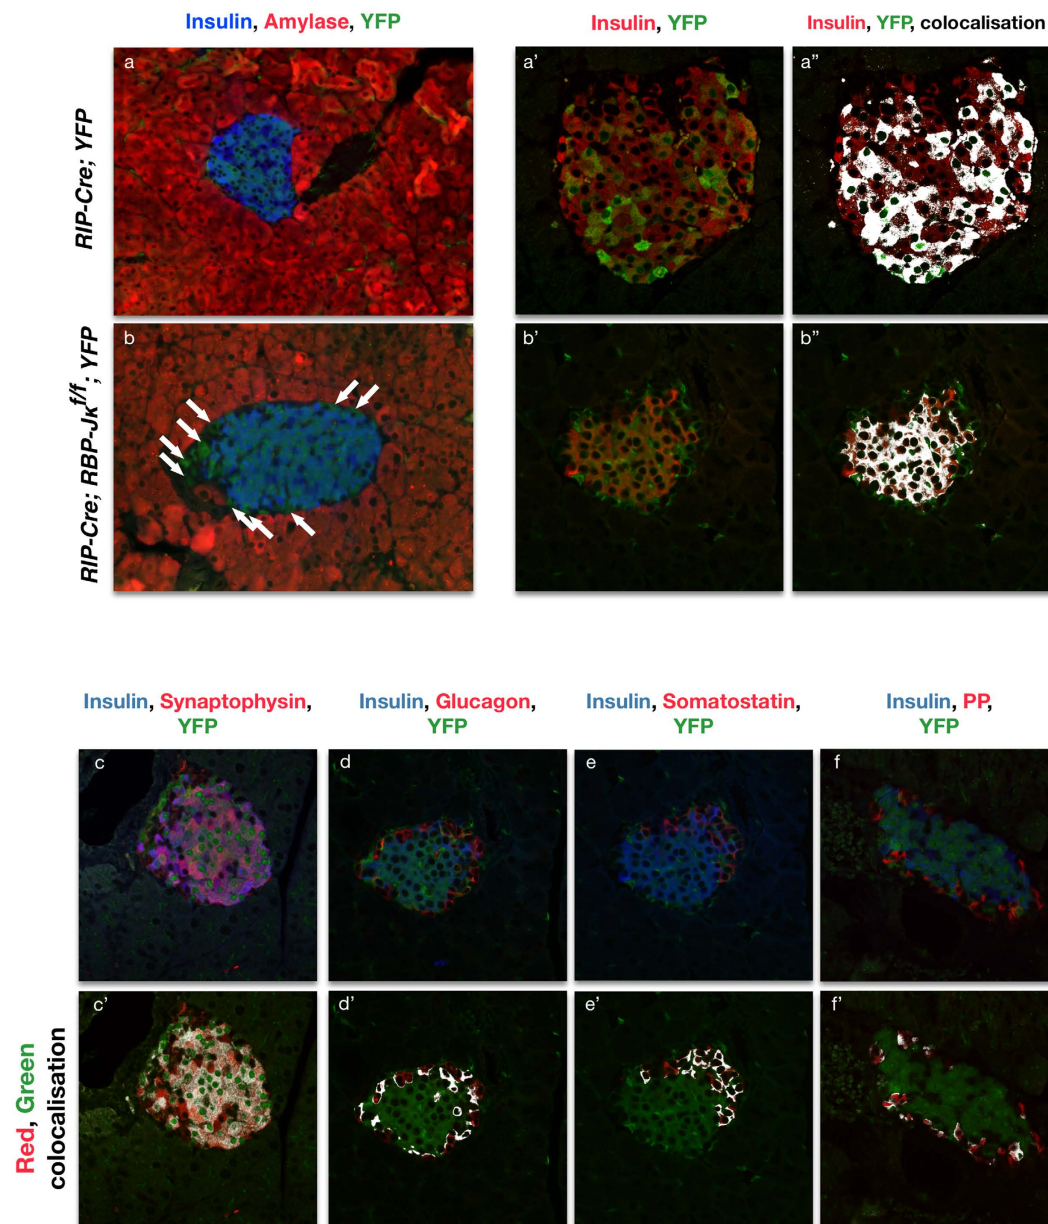 Insulin, Amylase, YFP
Insulin, YFP
Insulin, YFP, colocalisation
RIP-Cre; YFP
a
a’
a”
RIP-Cre; RBP-Jκf/f; YFP
b
b’
b”
Insulin, Synaptophysin,
YFP
Insulin, Glucagon,
YFP
Insulin, Somatostatin,
YFP
Insulin, PP,
YFP
c
d
e
f
Red, Green
colocalisation
c’
d’
e’
f’